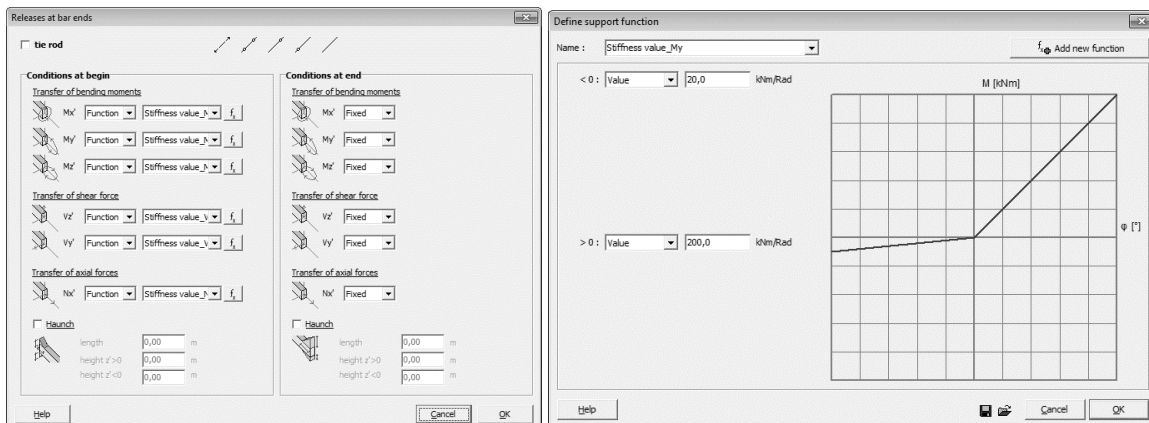 Releases at bar ends
tie rod
Conditions at begin
Transfer of bending moments
Mx' Function Stiffness value_M
My' Function Stiffness value_M
Mz' Function Stiffness value_M
Transfer of shear force
Vz' Function Stiffness value_V
Vy' Function Stiffness value_V
Transfer of axial forces
Nx' Function Stiffness value_N
Haunch
length 0,00 m
height z'>0 0,00 m
height z'<0 0,00 m
Conditions at end
Transfer of bending moments
Mx' Fixed
My' Fixed
Mz' Fixed
Transfer of shear force
Vz' Fixed
Vy' Fixed
Transfer of axial forces
Nx' Fixed
Haunch
length 0,00 m
height z'>0 0,00 m
height z'<0 0,00 m
Help Cancel OK
Define support function
Name : Stiffness value_My Add new function
< 0 : Value 20,0 kNm/Rad
M [kNm]
φ [°]
> 0 : Value 200,0 kNm/Rad
Help Cancel OK